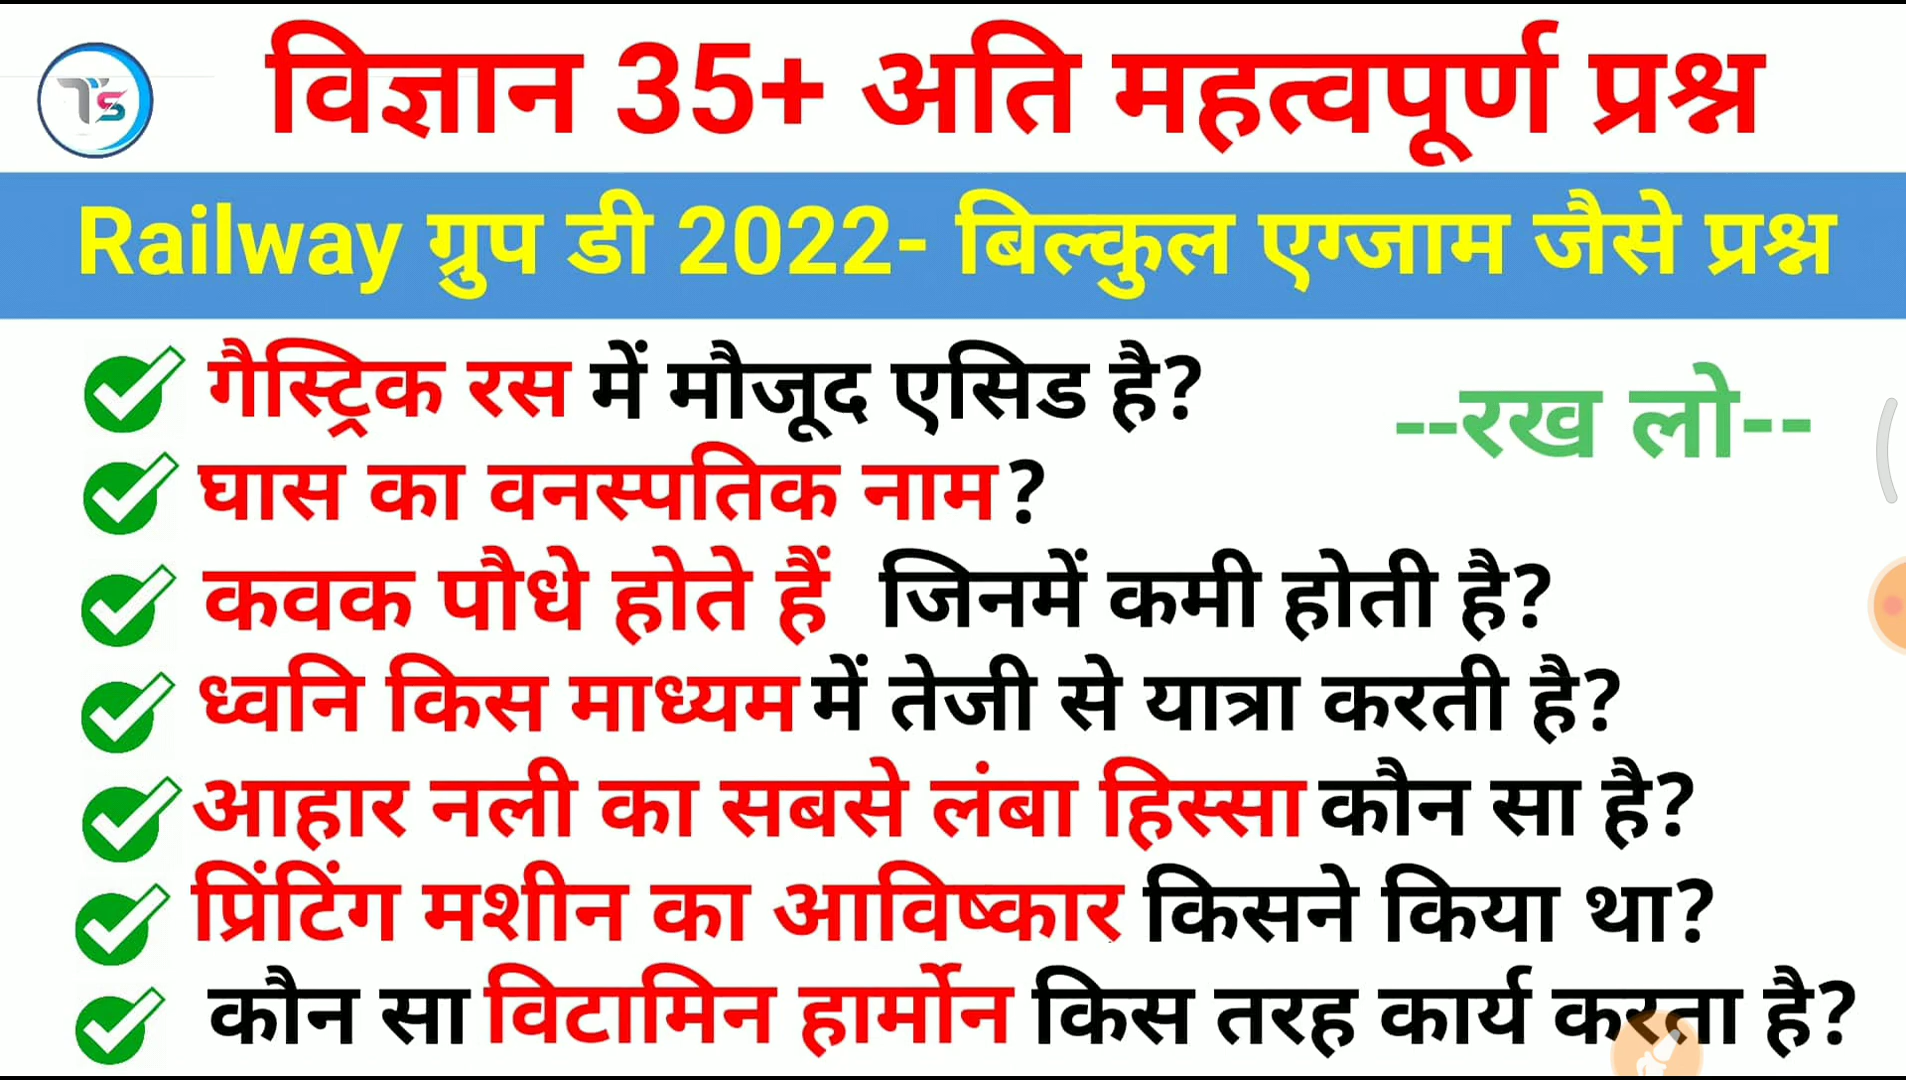 TS
विज्ञान 35+ अति महत्वपूर्ण प्रश्न
Railway ग्रुप डी 2022- बिल्कुल एग्जाम जैसे प्रश्न
गैस्ट्रिक रस में मौजूद एसिड है?
--रख लो--
घास का वनस्पतिक नाम?
कवक पौधे होते हैं जिनमें कमी होती है?
ध्वनि किस माध्यम में तेजी से यात्रा करती है?
आहार नली का सबसे लंबा हिस्सा कौन सा है?
प्रिंटिंग मशीन का आविष्कार किसने किया था?
कौन सा विटामिन हार्मोन किस तरह कार्य करता है?